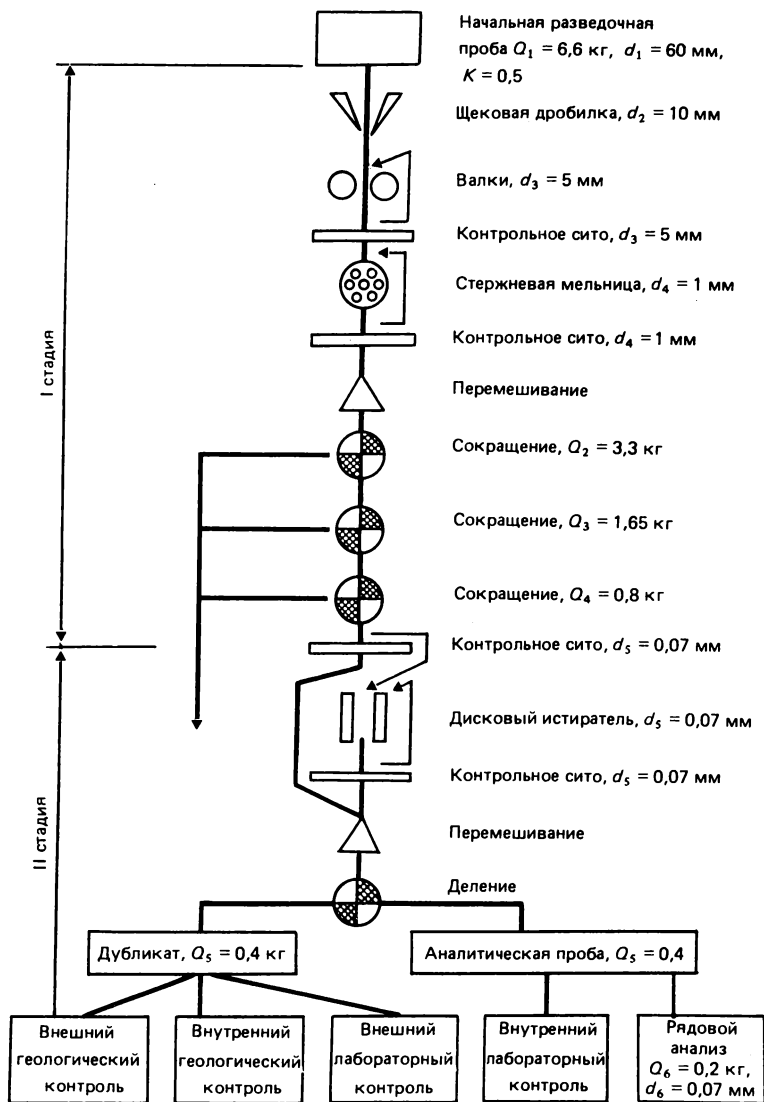 Начальная разведочная
проба Q₁ = 6,6 кг, d₁ = 60 мм,
K = 0,5
Щековая дробилка, d₂ = 10 мм
Валки, d₃ = 5 мм
Контрольное сито, d₃ = 5 мм
Стержневая мельница, d₄ = 1 мм
Контрольное сито, d₄ = 1 мм
Перемешивание
I стадия
Сокращение, Q₂ = 3,3 кг
Сокращение, Q₃ = 1,65 кг
Сокращение, Q₄ = 0,8 кг
Контрольное сито, d₅ = 0,07 мм
Дисковый истиратель, d₅ = 0,07 мм
Контрольное сито, d₅ = 0,07 мм
Перемешивание
II стадия
Деление
Дубликат, Q₅ = 0,4 кг
Аналитическая проба, Q₅ = 0,4
Внешний
геологический
контроль
Внутренний
геологический
контроль
Внешний
лабораторный
контроль
Внутренний
лабораторный
контроль
Рядовой
анализ
Q₆ = 0,2 кг,
d₆ = 0,07 мм